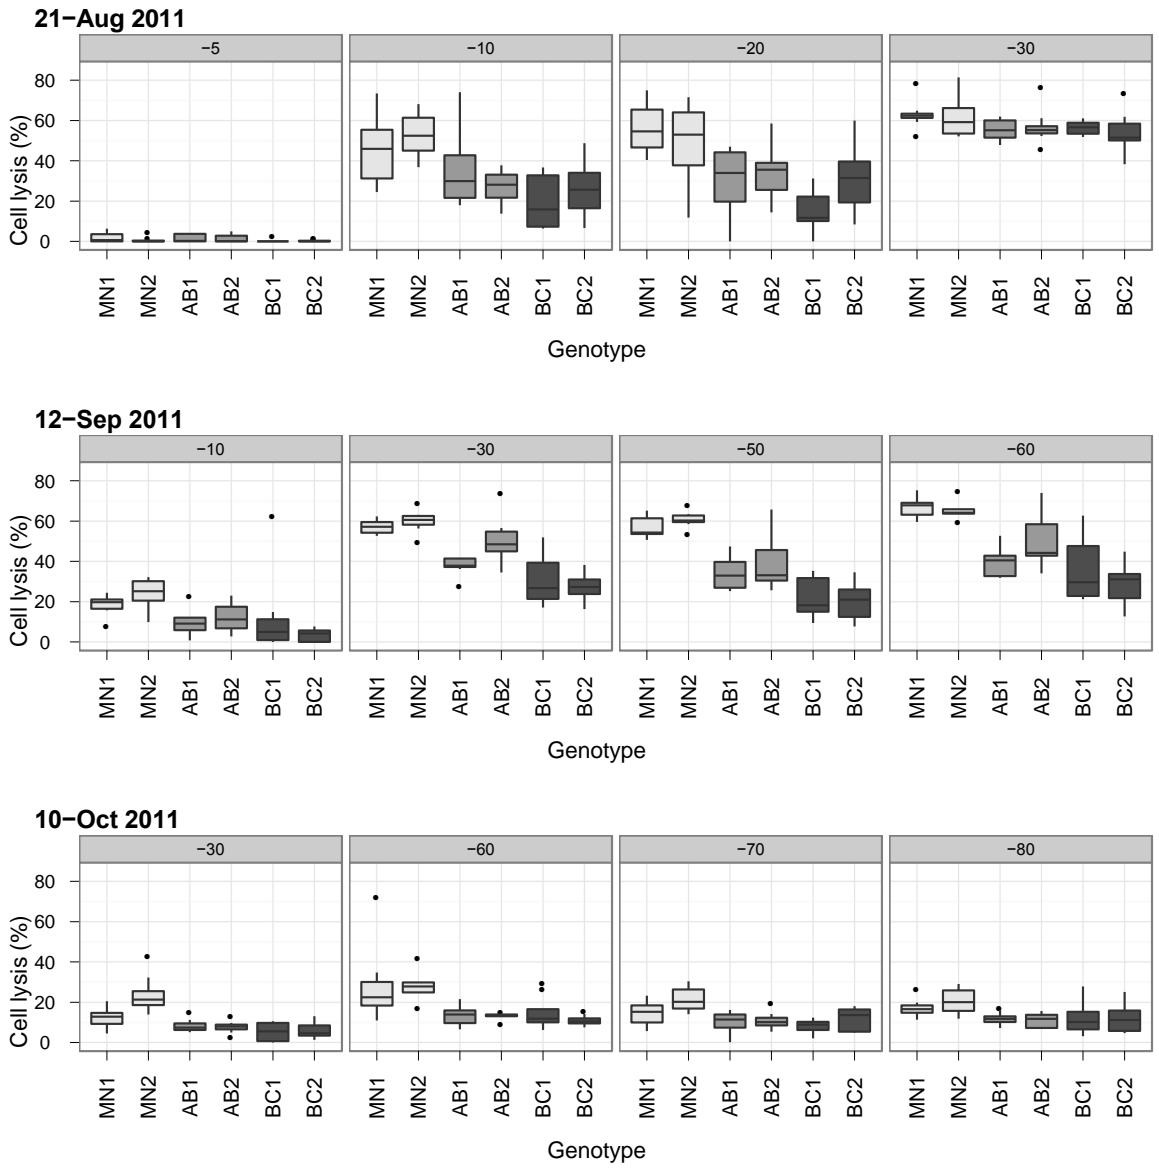 21−Aug 2011
−5 −10 −20 −30
80
60
40
20
0
Cell lysis (%)
MN1 MN2 AB1 AB2 BC1 BC2 MN1 MN2 AB1 AB2 BC1 BC2 MN1 MN2 AB1 AB2 BC1 BC2 MN1 MN2 AB1 AB2 BC1 BC2
Genotype
12−Sep 2011
−10 −30 −50 −60
80
60
40
20
0
Cell lysis (%)
MN1 MN2 AB1 AB2 BC1 BC2 MN1 MN2 AB1 AB2 BC1 BC2 MN1 MN2 AB1 AB2 BC1 BC2 MN1 MN2 AB1 AB2 BC1 BC2
Genotype
10−Oct 2011
−30 −60 −70 −80
80
60
40
20
0
Cell lysis (%)
MN1 MN2 AB1 AB2 BC1 BC2 MN1 MN2 AB1 AB2 BC1 BC2 MN1 MN2 AB1 AB2 BC1 BC2 MN1 MN2 AB1 AB2 BC1 BC2
Genotype